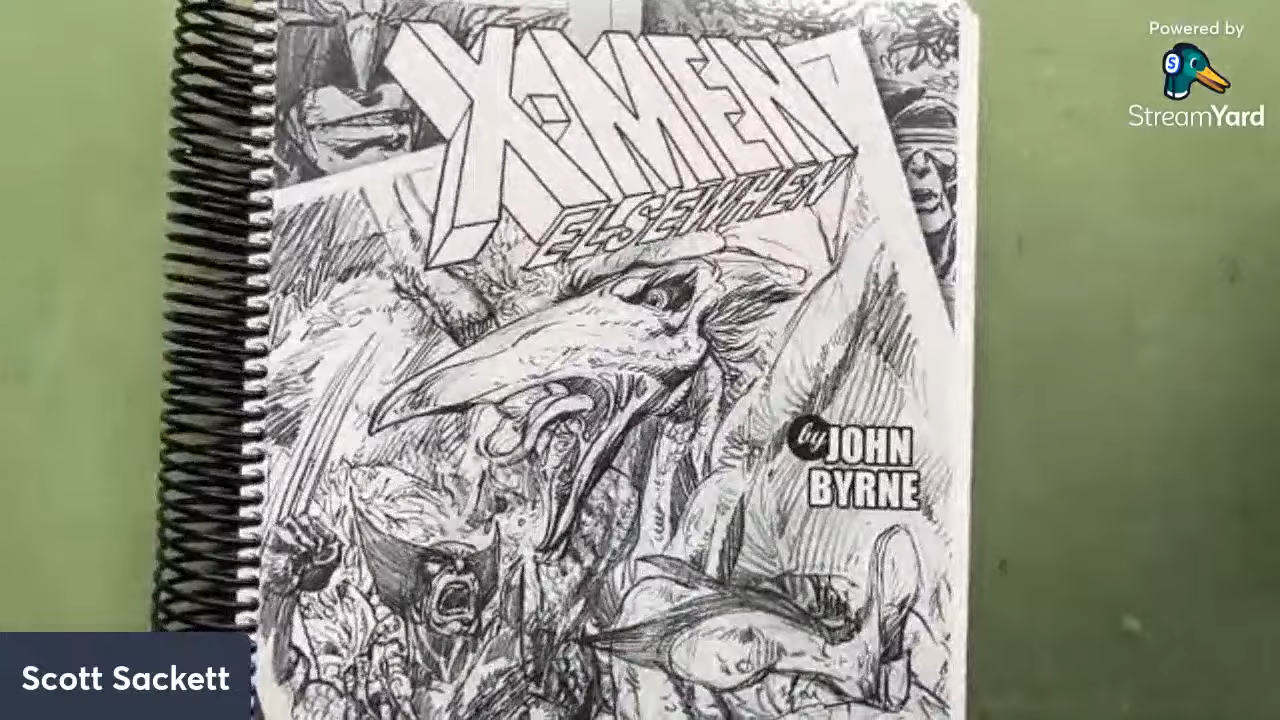 Powered by
StreamYard
X-MEN
ELSEWHEN
by JOHN
BYRNE
Scott Sackett